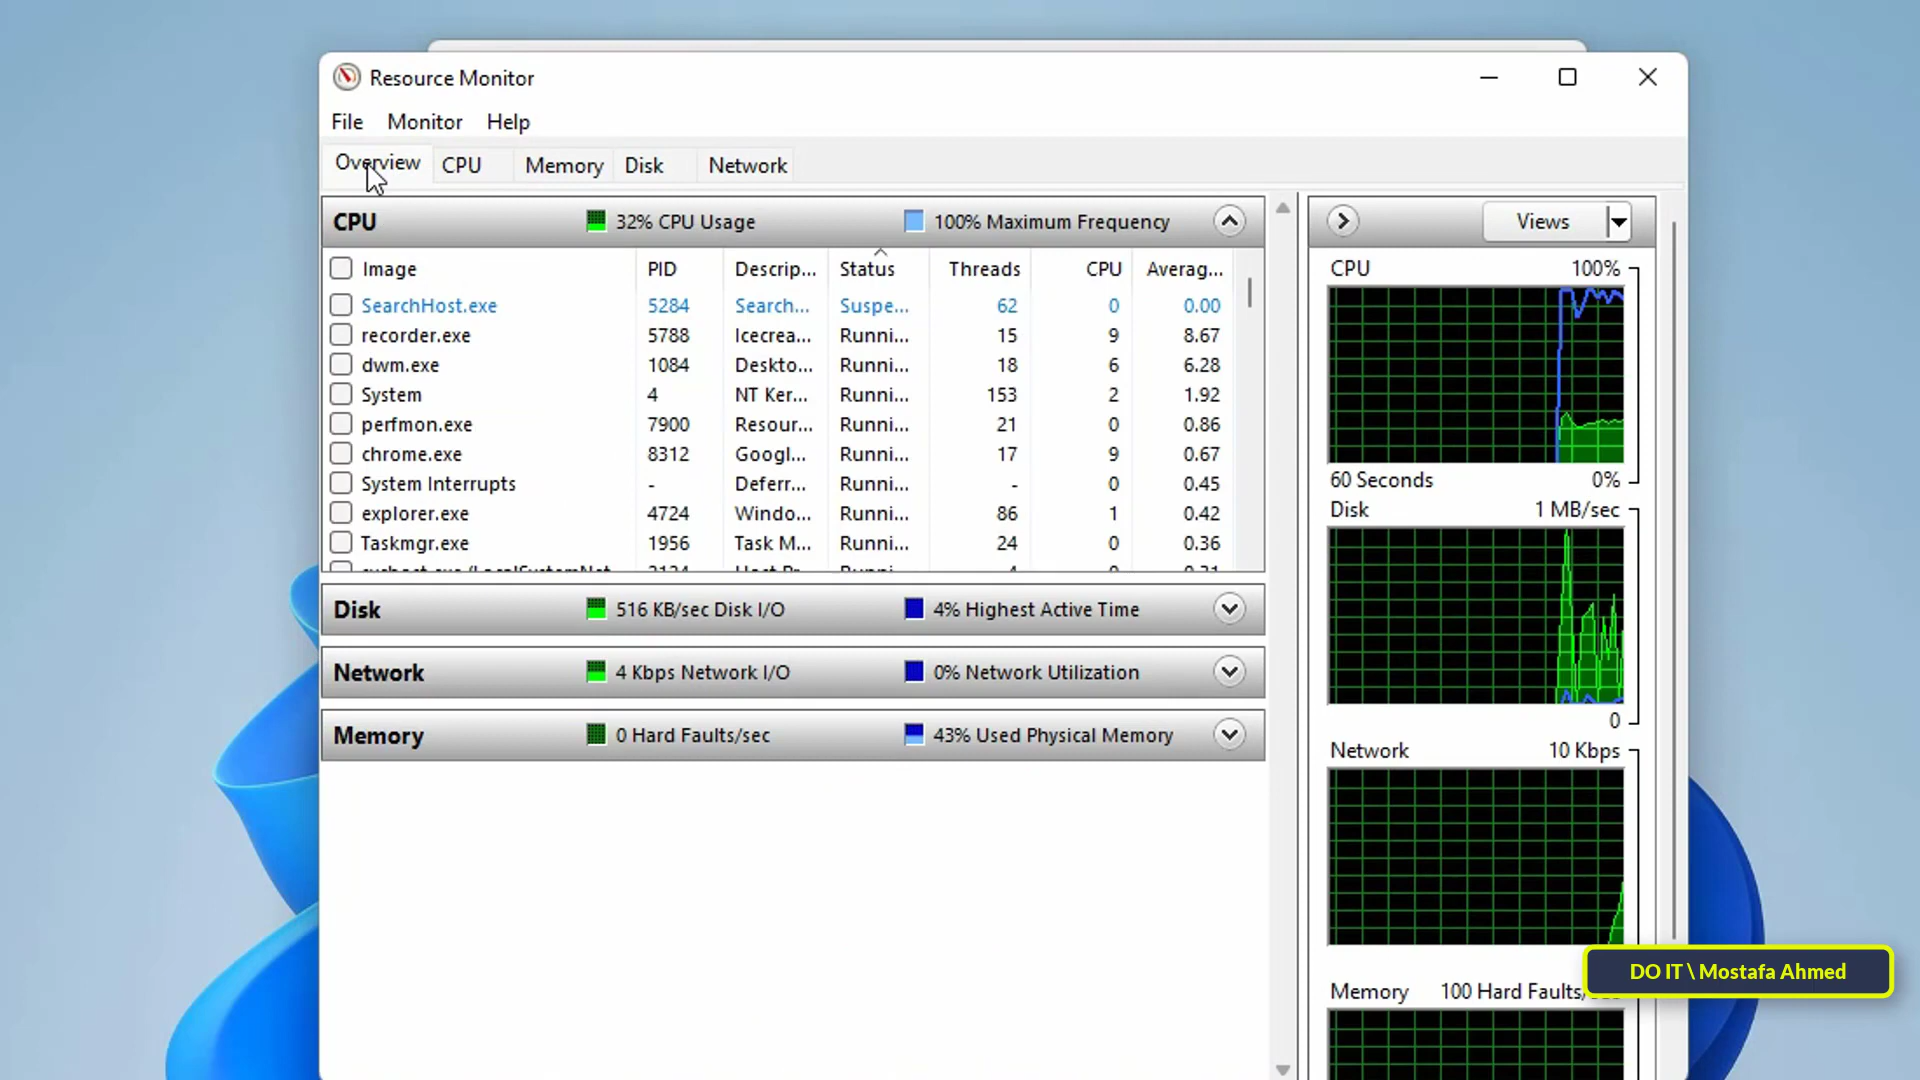 Resource Monitor
File Monitor Help
Overview CPU Memory Disk Network
CPU 32% CPU Usage 100% Maximum Frequency
Image PID Descrip... Status Threads CPU Averag...
SearchHost.exe 5284 Search... Suspe... 62 0 0.00
recorder.exe 5788 Icecrea... Runni... 15 9 8.67
dwm.exe 1084 Deskto... Runni... 18 6 6.28
System 4 NT Ker... Runni... 153 2 1.92
perfmon.exe 7900 Resour... Runni... 21 0 0.86
chrome.exe 8312 Googl... Runni... 17 9 0.67
System Interrupts - Deferr... Runni... - 0 0.45
explorer.exe 4724 Windo... Runni... 86 1 0.42
Taskmgr.exe 1956 Task M... Runni... 24 0 0.36
Disk 516 KB/sec Disk I/O 4% Highest Active Time
Network 4 Kbps Network I/O 0% Network Utilization
Memory 0 Hard Faults/sec 43% Used Physical Memory
Views
CPU 100%
60 Seconds 0%
Disk 1 MB/sec
0
Network 10 Kbps
DO IT \ Mostafa Ahmed
Memory 100 Hard Faults/